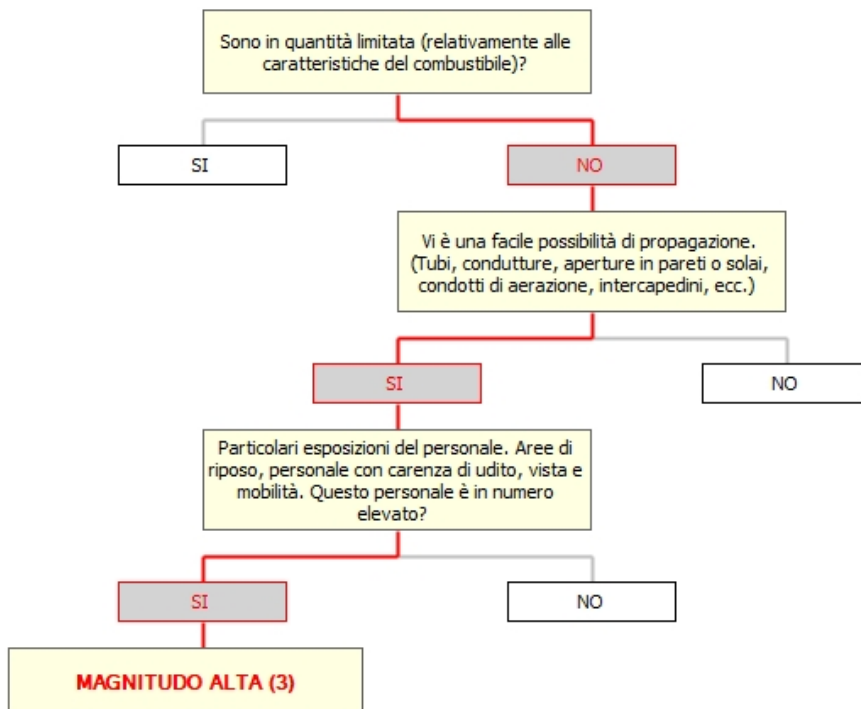 Sono in quantità limitata (relativamente alle
caratteristiche del combustibile)?
SI
NO
Vi è una facile possibilità di propagazione.
(Tubi, condutture, aperture in pareti o solai,
condotti di aerazione, intercapedini, ecc.)
SI
NO
Particolari esposizioni del personale. Aree di
riposo, personale con carenza di udito, vista e
mobilità. Questo personale è in numero
elevato?
SI
NO
MAGNITUDO ALTA (3)